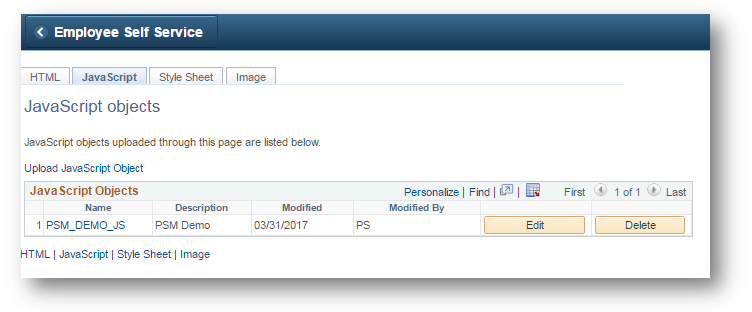 Employee Self Service
HTML JavaScript Style Sheet Image
JavaScript objects
JavaScript objects uploaded through this page are listed below.
Upload JavaScript Object
JavaScript Objects Personalize | Find | | First 1 of 1 Last
Name Description Modified Modified By
1 PSM_DEMO_JS PSM Demo 03/31/2017 PS Edit Delete
HTML | JavaScript | Style Sheet | Image